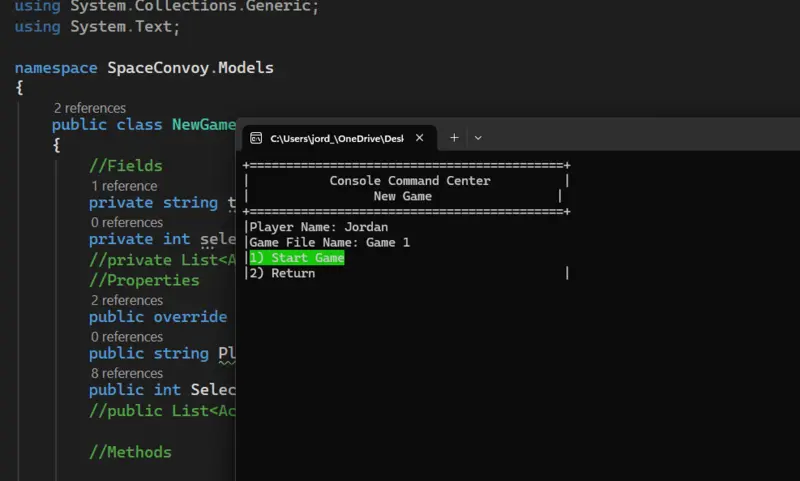 using System.Collections.Generic;
using System.Text;
namespace SpaceConvoy.Models
{
2 references
public class NewGame
{
//Fields
1 reference
private string t
0 references
private int sele
//private List<A
//Properties
2 references
public override
0 references
public string Pl
8 references
public int Selec
//public List<Ac
//Methods
C:\Users\jord_\OneDrive\Desk
+===========================================+
| Console Command Center |
| New Game |
+===========================================+
|Player Name: Jordan
|Game File Name: Game 1
|1) Start Game
|2) Return |